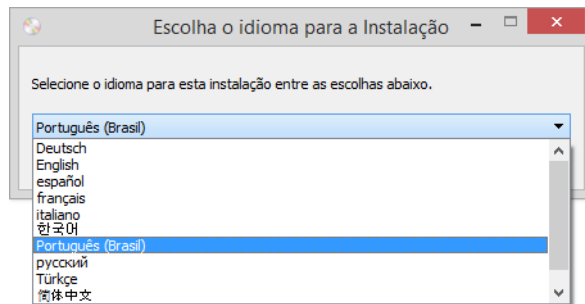 Escolha o idioma para a Instalação
Selecione o idioma para esta instalação entre as escolhas abaixo.
Português (Brasil)
Deutsch
English
español
français
italiano
한국어
Português (Brasil)
русский
Türkçe
简体中文